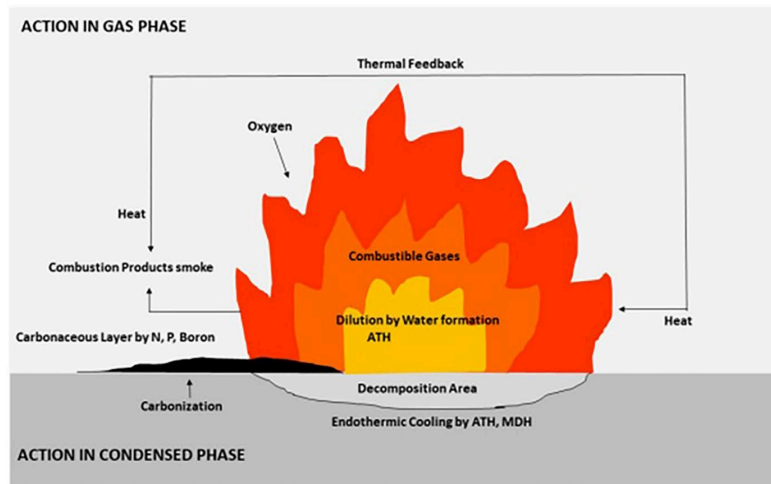 ACTION IN GAS PHASE
Thermal Feedback
Oxygen
Heat
Combustible Gases
Combustion Products smoke
Dilution by Water formation
ATH
Heat
Carbonaceous Layer by N, P, Boron
Decomposition Area
Carbonization
Endothermic Cooling by ATH, MDH
ACTION IN CONDENSED PHASE